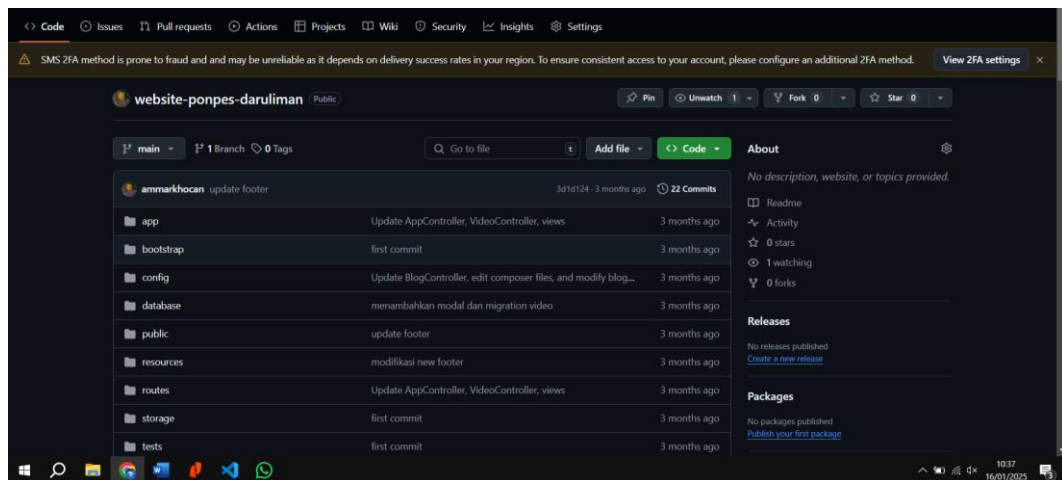 Code Issues Pull requests Actions Projects Wiki Security Insights Settings
SMS 2FA method is prone to fraud and and may be unreliable as it depends on delivery success rates in your region. To ensure consistent access to your account, please configure an additional 2FA method. View 2FA settings
website-ponpes-daruliman Public Pin Unwatch 1 Fork 0 Star 0
main 1 Branch 0 Tags Go to file t Add file Code
About
No description, website, or topics provided.
ammarkhocan update footer 3d1d124 · 3 months ago 22 Commits
Readme
app Update AppController, VideoController, views 3 months ago
Activity
bootstrap first commit 3 months ago
0 stars
config Update BlogController, edit composer files, and modify blog... 3 months ago
1 watching
database menambahkan modal dan migration video 3 months ago
0 forks
public update footer 3 months ago
Releases
resources modifikasi new footer 3 months ago
No releases published
Create a new release
routes Update AppController, VideoController, views 3 months ago
Packages
storage first commit 3 months ago
No packages published
Publish your first package
tests first commit 3 months ago
10:37
16/01/2025